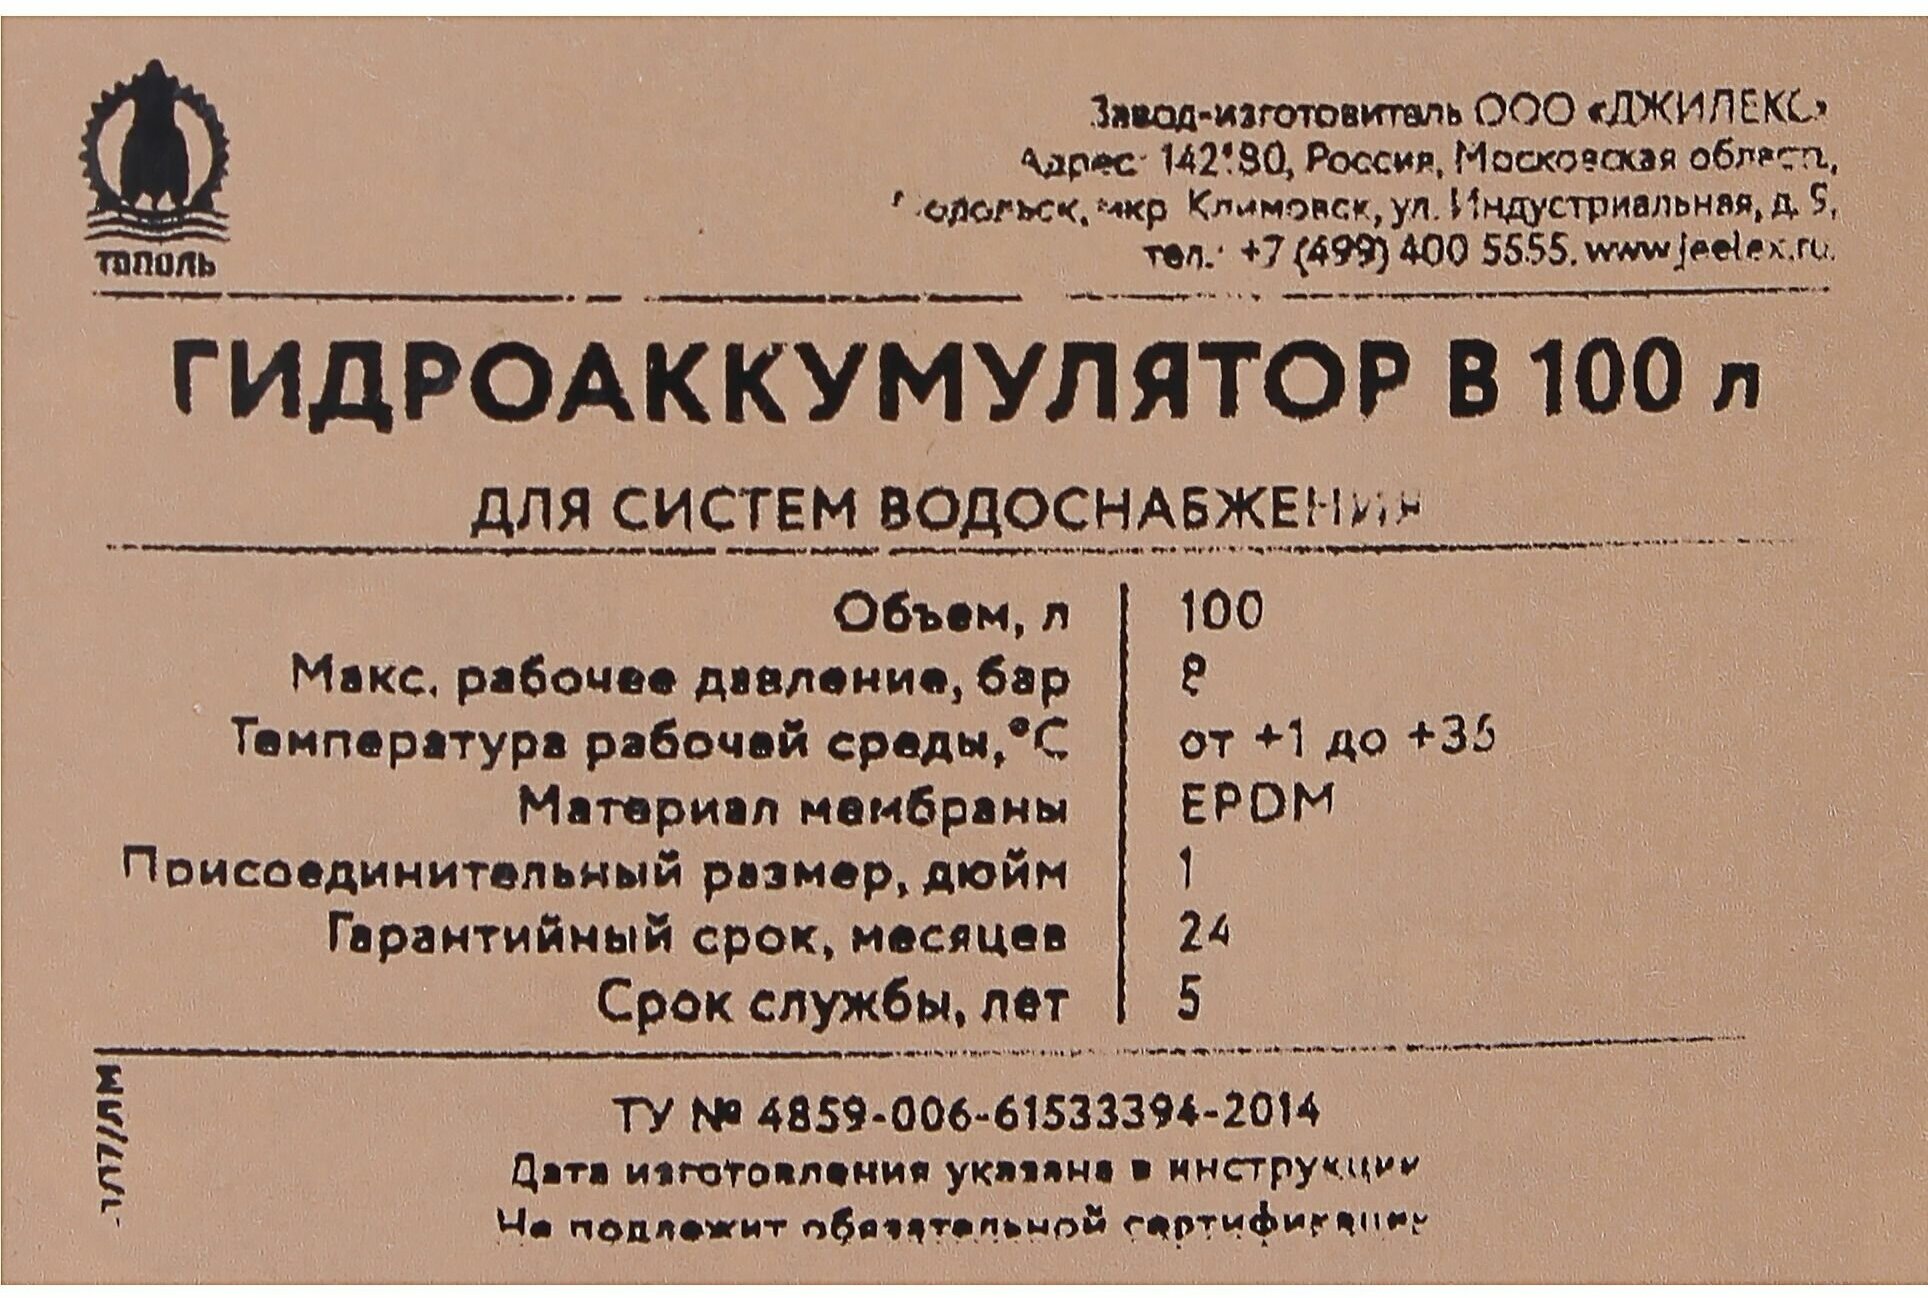 ТОПОЛЬ
Завод-изготовитель ООО «ДЖИЛЕКС»
Адрес: 142180, Россия, Московская область,
Подольск, мкр Климовск, ул. Индустриальная, д. 9,
тел.: +7 (499) 400 5555, www.jeelex.ru
ГИДРОАККУМУЛЯТОР В 100 л
ДЛЯ СИСТЕМ ВОДОСНАБЖЕНИЯ
Объем, л 100
Макс. рабочее давление, бар 8
Температура рабочей среды, °С от +1 до +35
Материал мембраны EPDM
Присоединительный размер, дюйм 1
Гарантийный срок, месяцев 24
Срок службы, лет 5
ТУ № 4859-006-61533394-2014
Дата изготовления указана в инструкции
Не подлежит обязательной сертификации